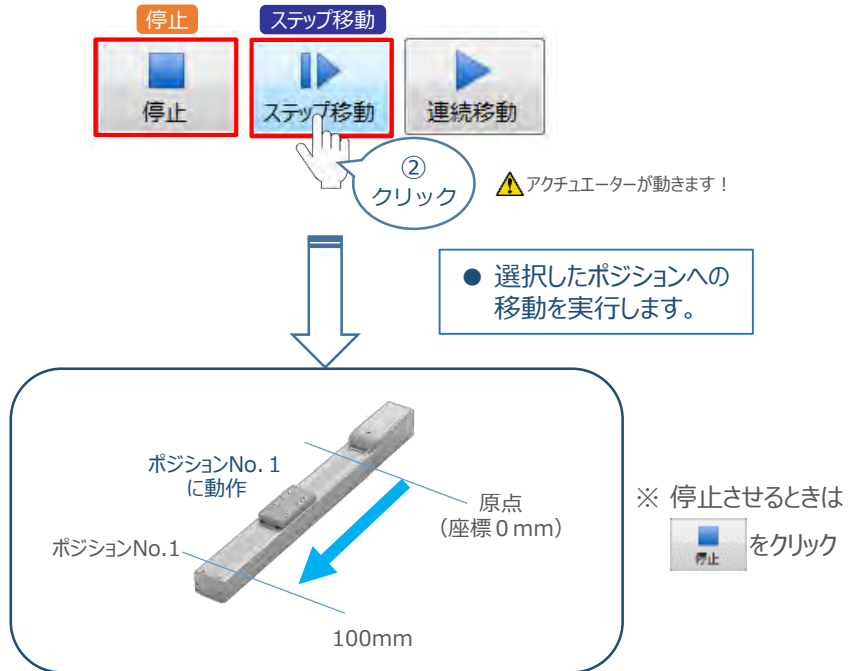 停止
ステップ移動
停止
ステップ移動
連続移動
②
クリック
アクチュエーターが動きます！
● 選択したポジションへの
移動を実行します。
ポジションNo. 1
に動作
原点
（座標０mm）
ポジションNo.1
100mm
※ 停止させるときは
停止
をクリック